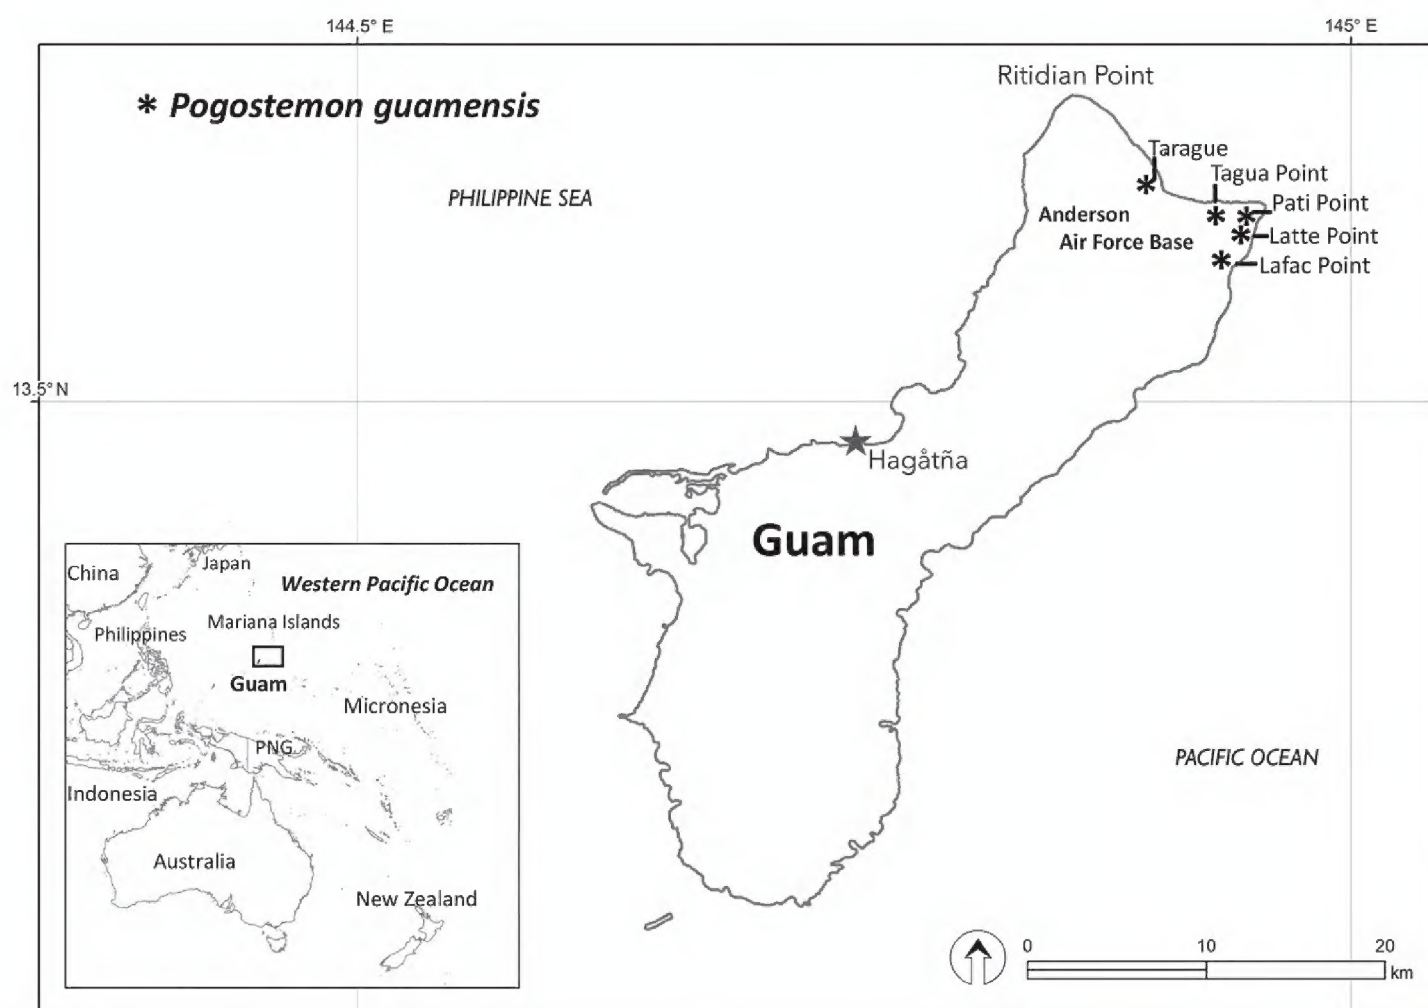 144.5° E
145° E
* Pogostemon guamensis
Ritidian Point
Tarague
Tagua Point
PHILIPPINE SEA
Pati Point
Anderson
Air Force Base
Latte Point
Lafac Point
13.5° N
Hagåtña
Guam
China
Japan
Western Pacific Ocean
Mariana Islands
Philippines
Guam
Micronesia
PNG
Indonesia
Australia
New Zealand
PACIFIC OCEAN
0 10 20
km